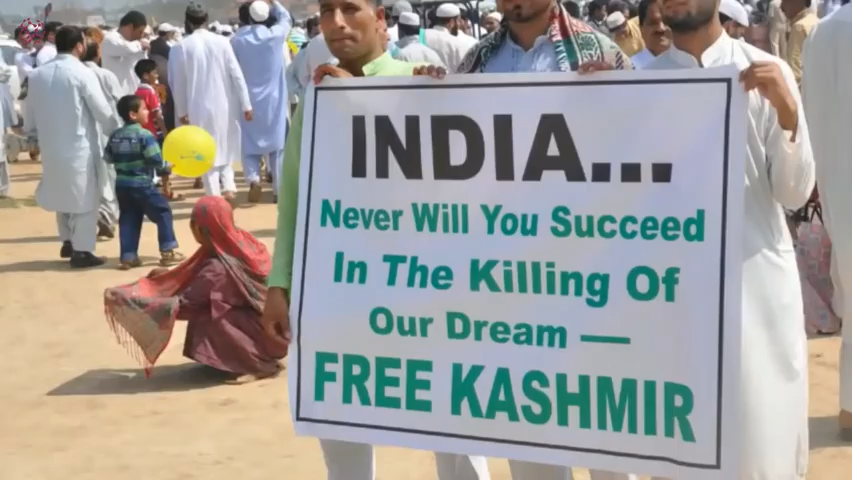 INDIA...
Never Will You Succeed
In The Killing Of
Our Dream —
FREE KASHMIR